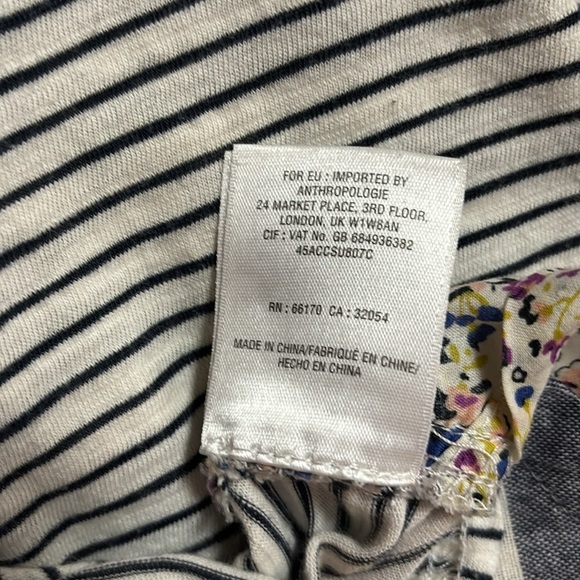 FOR EU : IMPORTED BY
ANTHROPOLOGIE
24 MARKET PLACE, 3RD FLOOR,
LONDON, UK W1W8AN
CIF : VAT No. GB 684936382
45ACCSU807C
RN : 66170 CA : 32054
MADE IN CHINA/FABRIQUÉ EN CHINE/
HECHO EN CHINA